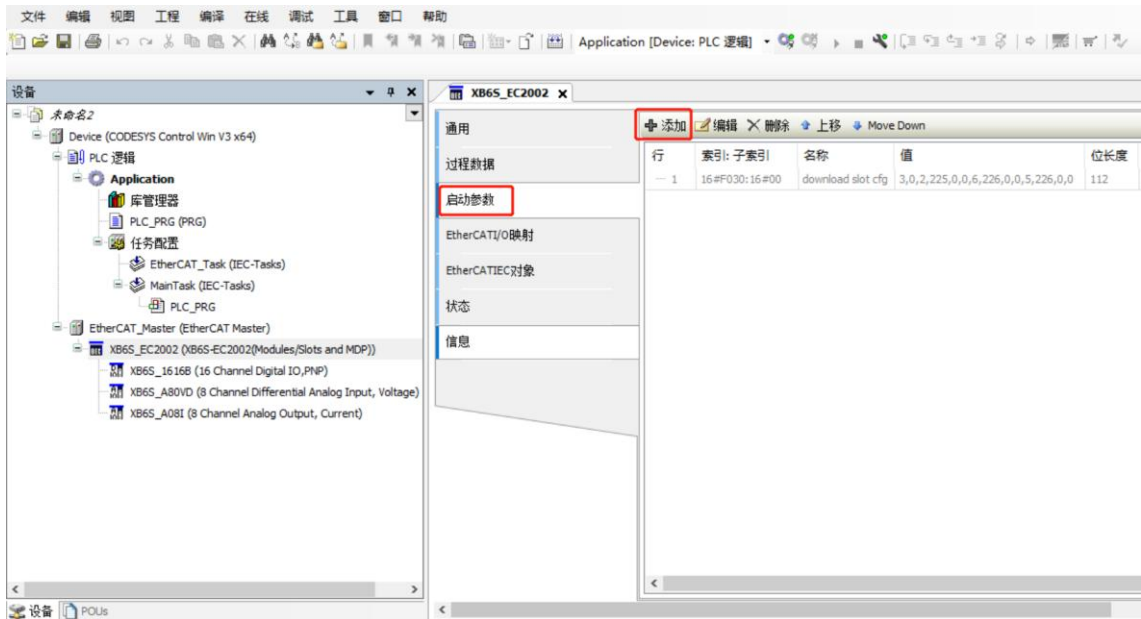 文件 编辑 视图 工程 编译 在线 调试 工具 窗口 帮助
Application [Device: PLC 逻辑]
设备
未命名2
Device (CODESYS Control Win V3 x64)
PLC 逻辑
Application
库管理器
PLC_PRG (PRG)
任务配置
EtherCAT_Task (IEC-Tasks)
MainTask (IEC-Tasks)
PLC_PRG
EtherCAT_Master (EtherCAT Master)
XB6S_EC2002 (XB6S-EC2002(Modules/Slots and MDP))
XB6S_1616B (16 Channel Digital IO,PNP)
XB6S_A80VD (8 Channel Differential Analog Input, Voltage)
XB6S_A08I (8 Channel Analog Output, Current)
设备 POUs
XB6S_EC2002
通用
过程数据
启动参数
EtherCATI/O映射
EtherCATIEC对象
状态
信息
添加 编辑 删除 上移 Move Down
行 索引: 子索引 名称 值 位长度
1 16#F030:16#00 download slot cfg 3,0,2,225,0,0,6,226,0,0,5,226,0,0 112